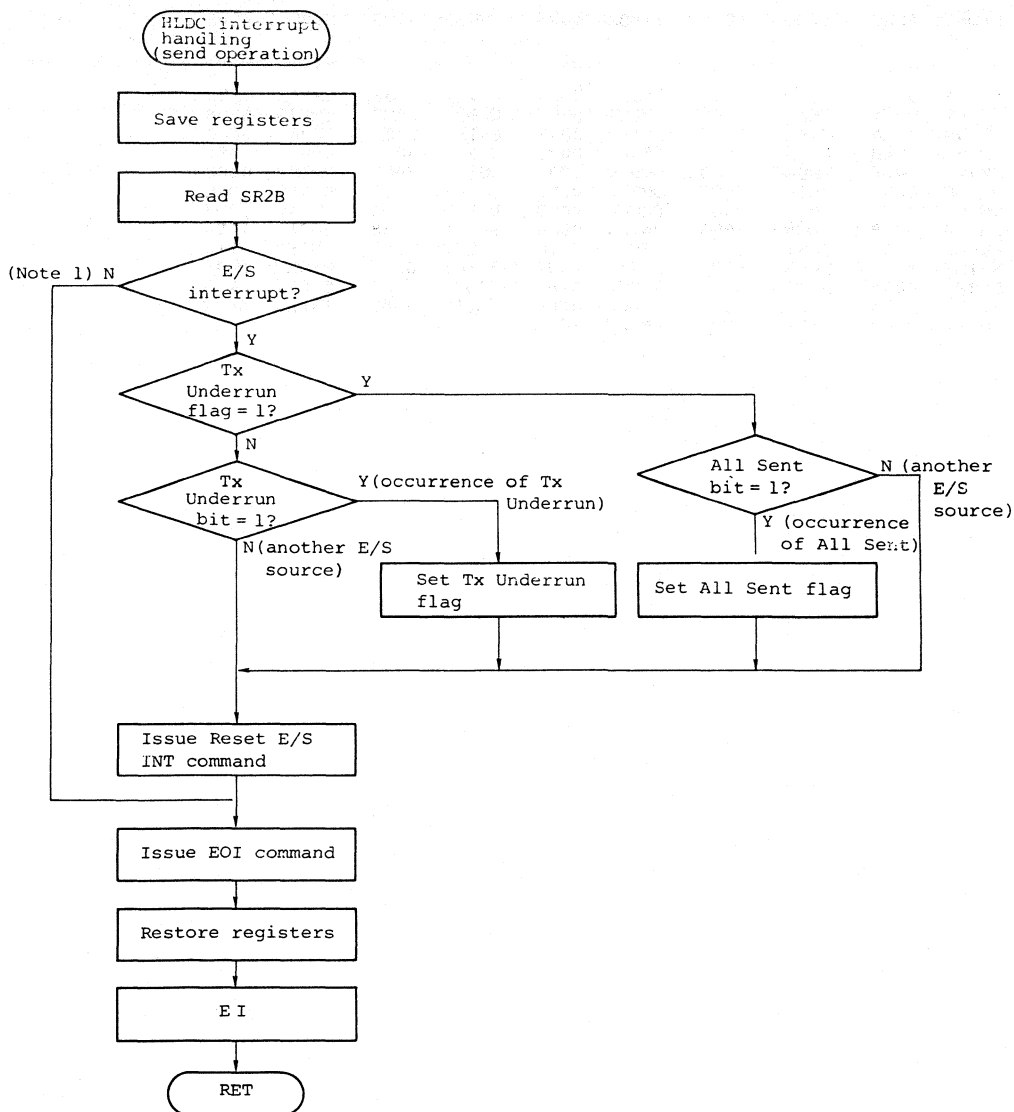 HLDC interrupt
handling
(send operation)
Save registers
Read SR2B
(Note 1) N
E/S
interrupt?
Y
Tx
Underrun
flag = 1?
Y
N
Tx
Underrun
bit = 1?
Y (occurrence of Tx
Underrun)
N (another E/S
source)
All Sent
bit = 1?
N (another
E/S
source)
Y (occurrence
of All Sent)
Set Tx Underrun
flag
Set All Sent flag
Issue Reset E/S
INT command
Issue EOI command
Restore registers
EI
RET